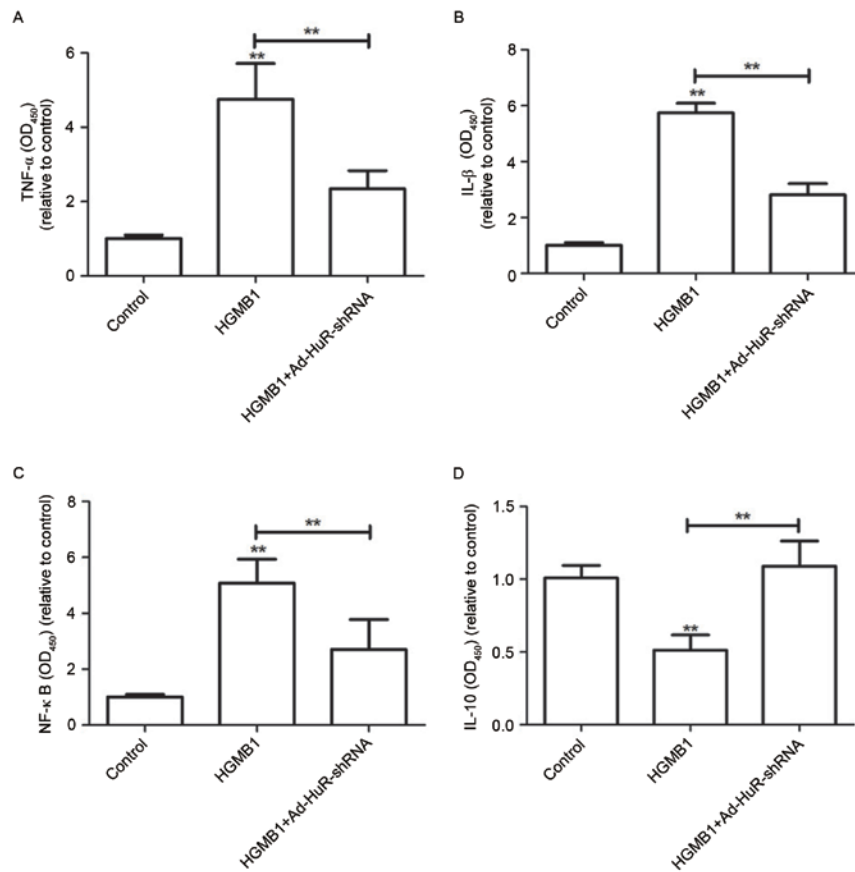 A
TNF-α (OD450)
(relative to control)
6
4
2
0
**
**
Control
HGMB1
HGMB1+Ad-HuR-shRNA
B
IL-β (OD450)
(relative to control)
8
6
4
2
0
**
**
Control
HGMB1
HGMB1+Ad-HuR-shRNA
C
NF-κ B (OD450) (relative to control)
8
6
4
2
0
**
**
Control
HGMB1
HGMB1+Ad-HuR-shRNA
D
IL-10 (OD450) (relative to control)
1.5
1.0
0.5
0.0
**
**
Control
HGMB1
HGMB1+Ad-HuR-shRNA